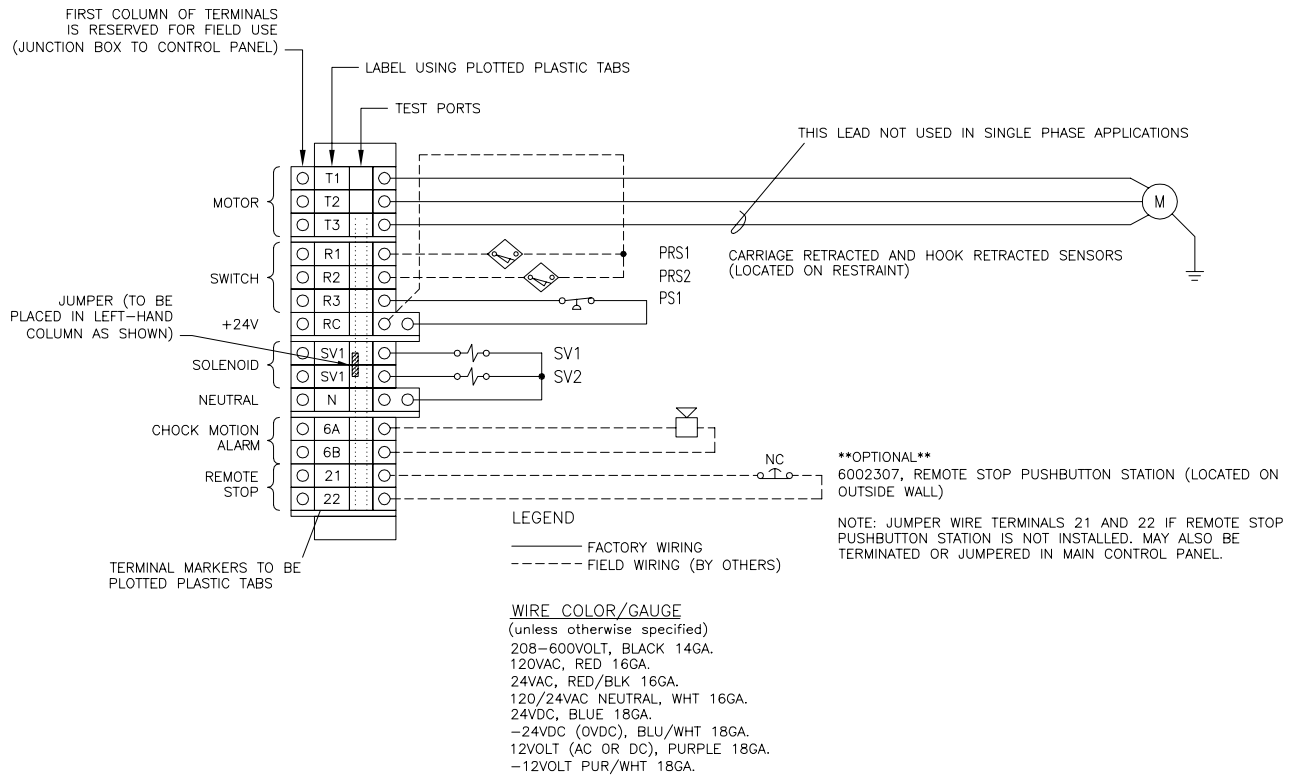 FIRST COLUMN OF TERMINALS
IS RESERVED FOR FIELD USE
(JUNCTION BOX TO CONTROL PANEL)
LABEL USING PLOTTED PLASTIC TABS
TEST PORTS
THIS LEAD NOT USED IN SINGLE PHASE APPLICATIONS
MOTOR
T1
T2
T3
M
SWITCH
R1
R2
R3
PRS1
PRS2
PS1
CARRIAGE RETRACTED AND HOOK RETRACTED SENSORS
(LOCATED ON RESTRAINT)
JUMPER (TO BE
PLACED IN LEFT-HAND
COLUMN AS SHOWN)
+24V
RC
SOLENOID
SV1
SV1
SV1
SV2
NEUTRAL
N
CHOCK MOTION
ALARM
6A
6B
REMOTE
STOP
21
22
NC
**OPTIONAL**
6002307, REMOTE STOP PUSHBUTTON STATION (LOCATED ON
OUTSIDE WALL)
NOTE: JUMPER WIRE TERMINALS 21 AND 22 IF REMOTE STOP
PUSHBUTTON STATION IS NOT INSTALLED. MAY ALSO BE
TERMINATED OR JUMPERED IN MAIN CONTROL PANEL.
LEGEND
FACTORY WIRING
FIELD WIRING (BY OTHERS)
TERMINAL MARKERS TO BE
PLOTTED PLASTIC TABS
WIRE COLOR/GAUGE
(unless otherwise specified)
208-600VOLT, BLACK 14GA.
120VAC, RED 16GA.
24VAC, RED/BLK 16GA.
120/24VAC NEUTRAL, WHT 16GA.
24VDC, BLUE 18GA.
-24VDC (0VDC), BLU/WHT 18GA.
12VOLT (AC OR DC), PURPLE 18GA.
-12VOLT PUR/WHT 18GA.